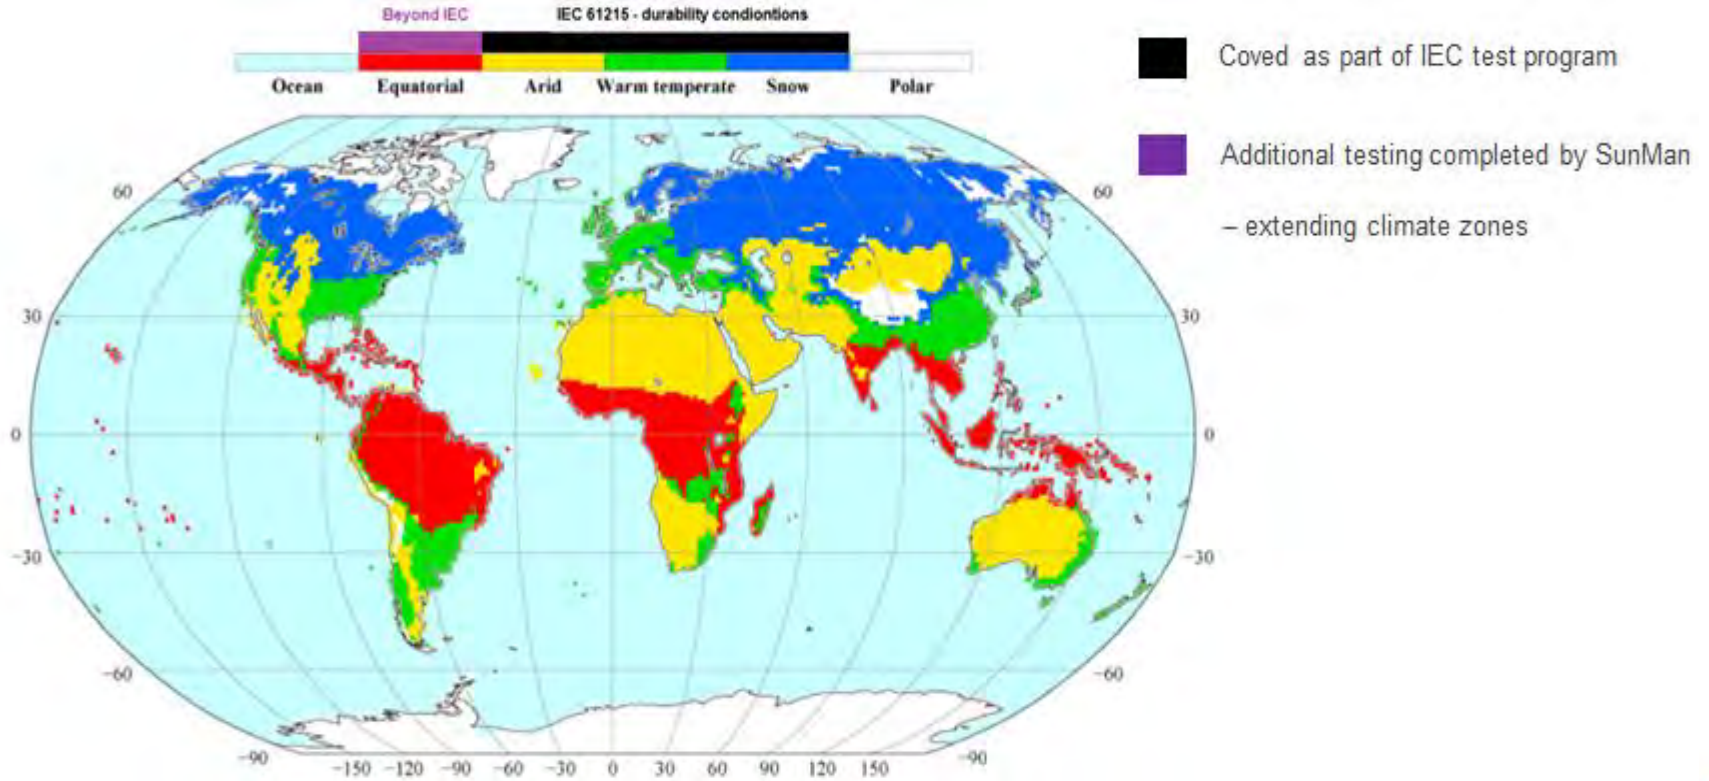 Beyond IEC
IEC 61215 - durability condiontions
Ocean Equatorial Arid Warm temperate Snow Polar
Coved as part of IEC test program
Additional testing completed by SunMan
– extending climate zones
60 60
30 30
0 0
−30 −30
−60 −60
−90 −90
−150 −120 −90 −60 −30 0 30 60 90 120 150